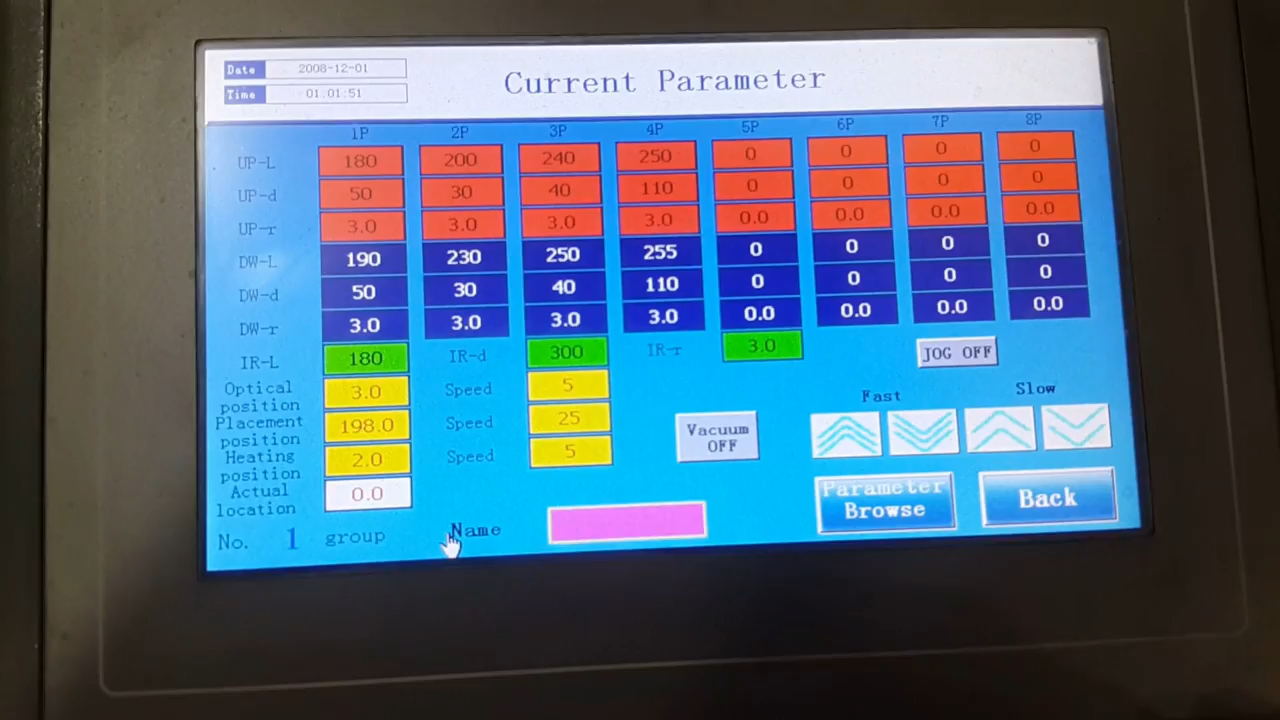 Date 2008-12-01
Time 01.01:51
Current Parameter
1P 2P 3P 4P 5P 6P 7P 8P
UP-L 180 200 240 250 0 0 0 0
UP-d 50 30 40 110 0 0 0 0
UP-r 3.0 3.0 3.0 3.0 0.0 0.0 0.0 0.0
DW-L 190 230 250 255 0 0 0 0
DW-d 50 30 40 110 0 0 0 0
DW-r 3.0 3.0 3.0 3.0 0.0 0.0 0.0 0.0
IR-L 180 IR-d 300 IR-r 3.0 JOG OFF
Optical position 3.0 Speed 5
Fast Slow
Placement position 198.0 Speed 25
Vacuum OFF
Heating position 2.0 Speed 5
Actual location 0.0
Parameter Browse
Back
No. 1 group Name